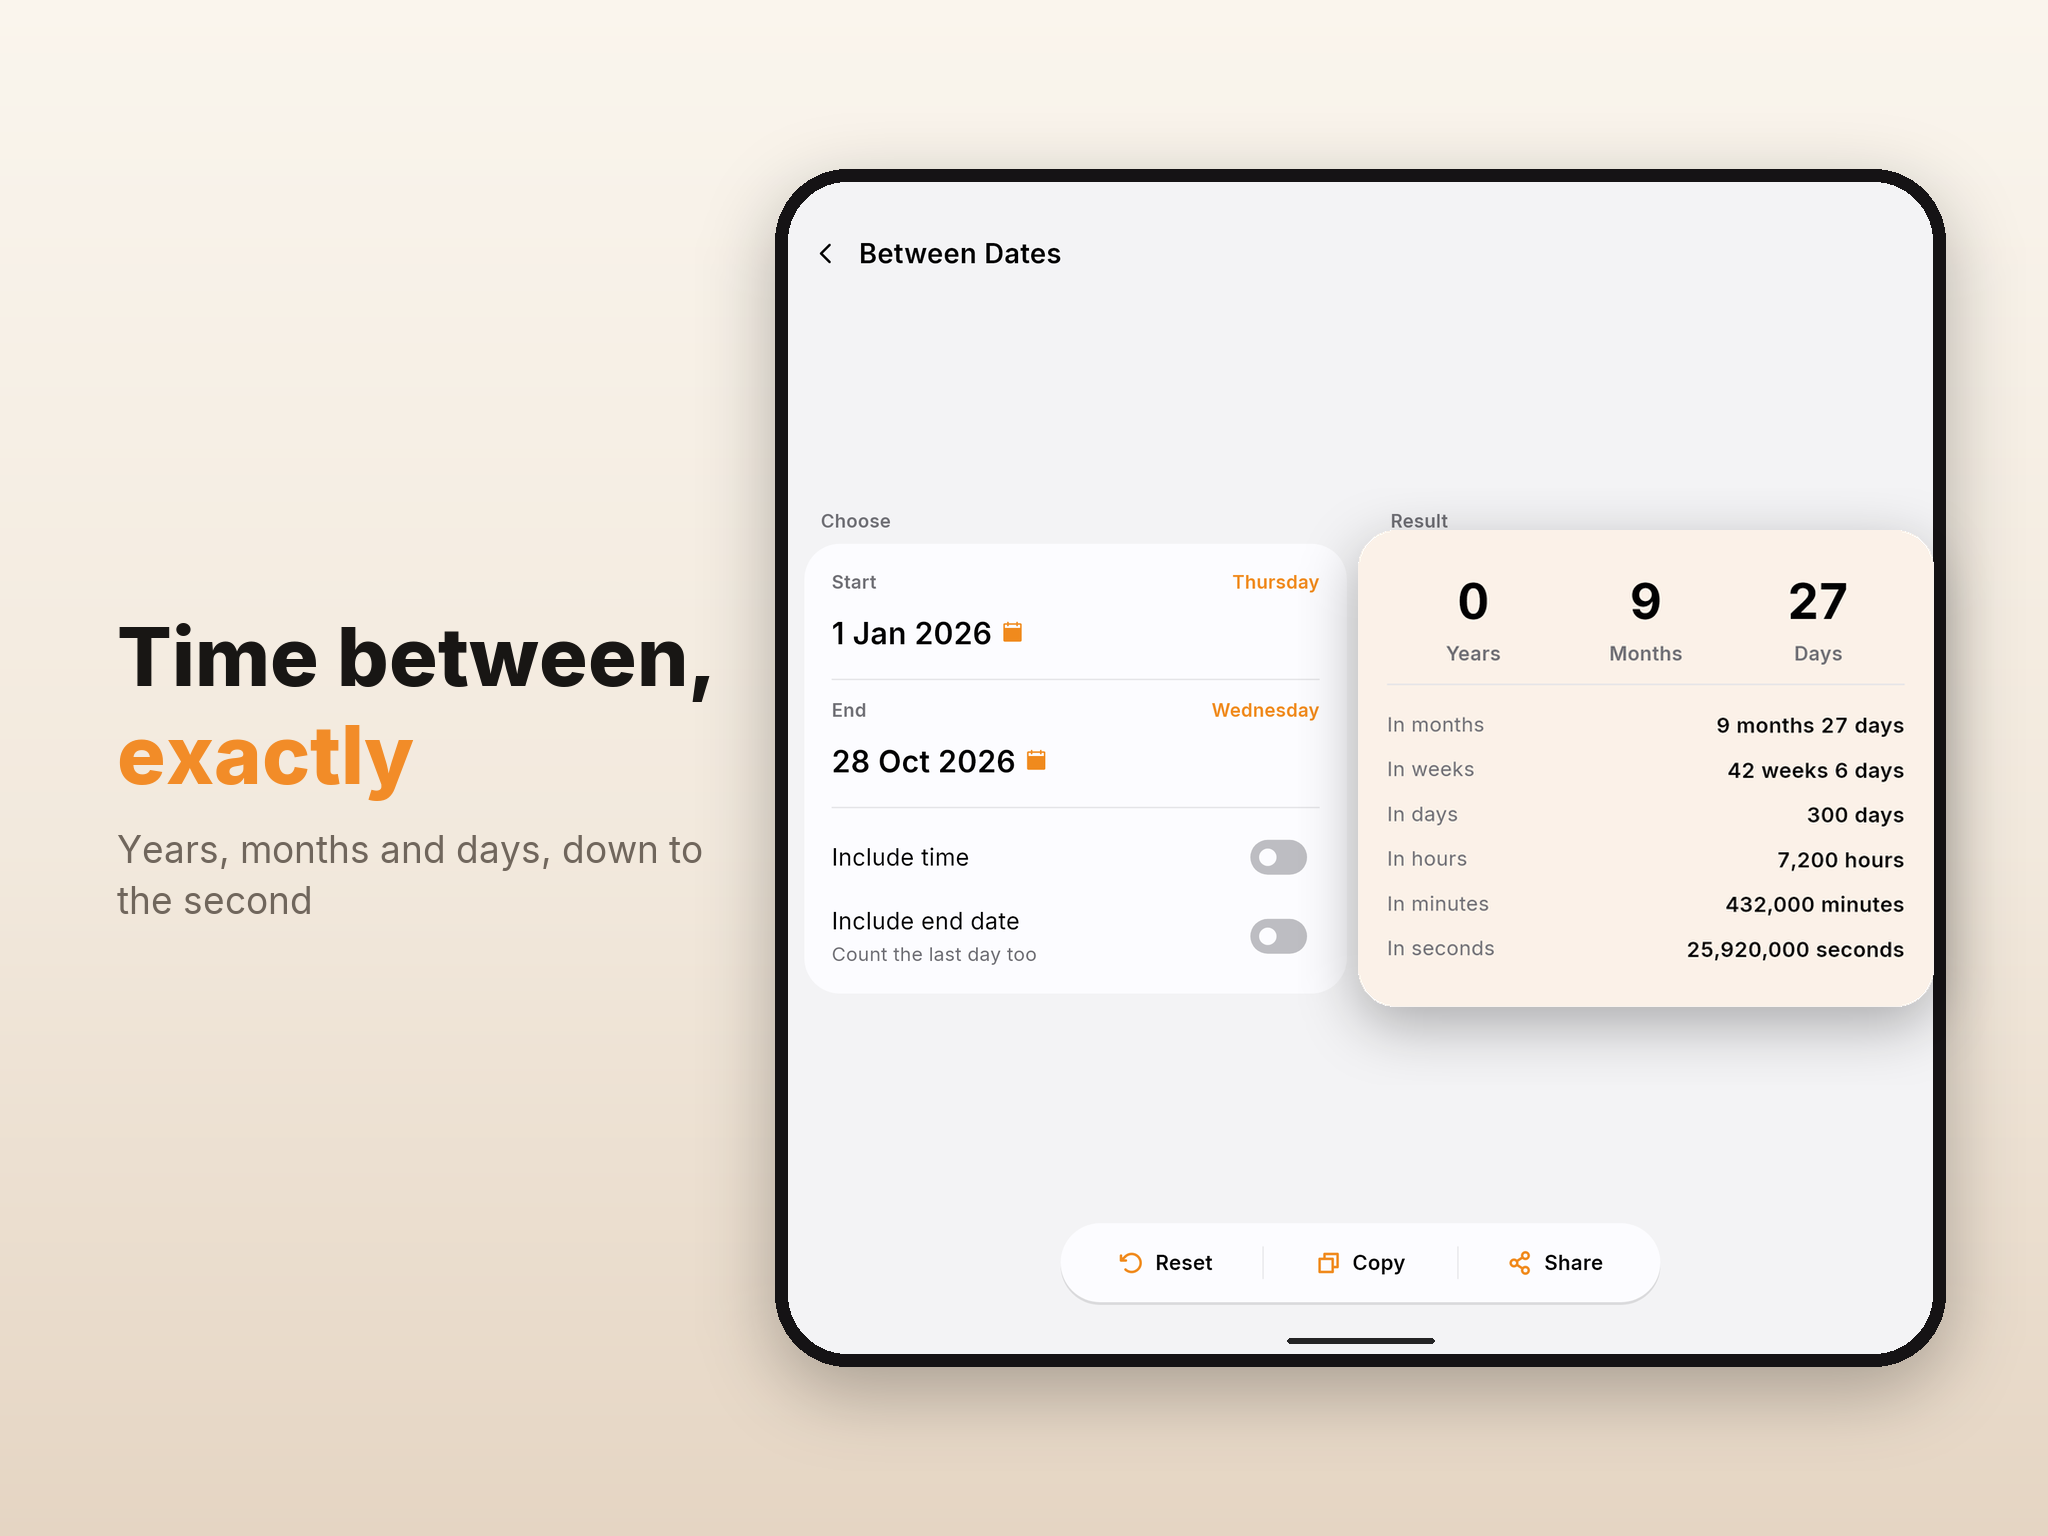 Time between,
exactly
Years, months and days, down to
the second
Between Dates
Choose
Start
Thursday
1 Jan 2026
End
Wednesday
28 Oct 2026
Include time
Include end date
Count the last day too
Result
0
9
27
Years
Months
Days
In months
9 months 27 days
In weeks
42 weeks 6 days
In days
300 days
In hours
7,200 hours
In minutes
432,000 minutes
In seconds
25,920,000 seconds
Reset
Copy
Share